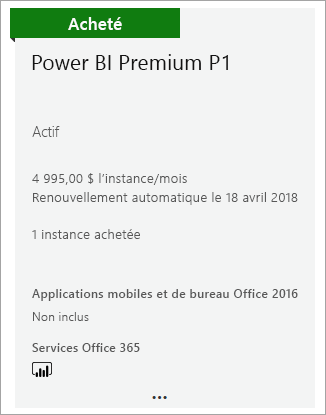 Acheté
Power BI Premium P1
Actif
4 995,00 $ l’instance/mois
Renouvellement automatique le 18 avril 2018
1 instance achetée
Applications mobiles et de bureau Office 2016
Non inclus
Services Office 365